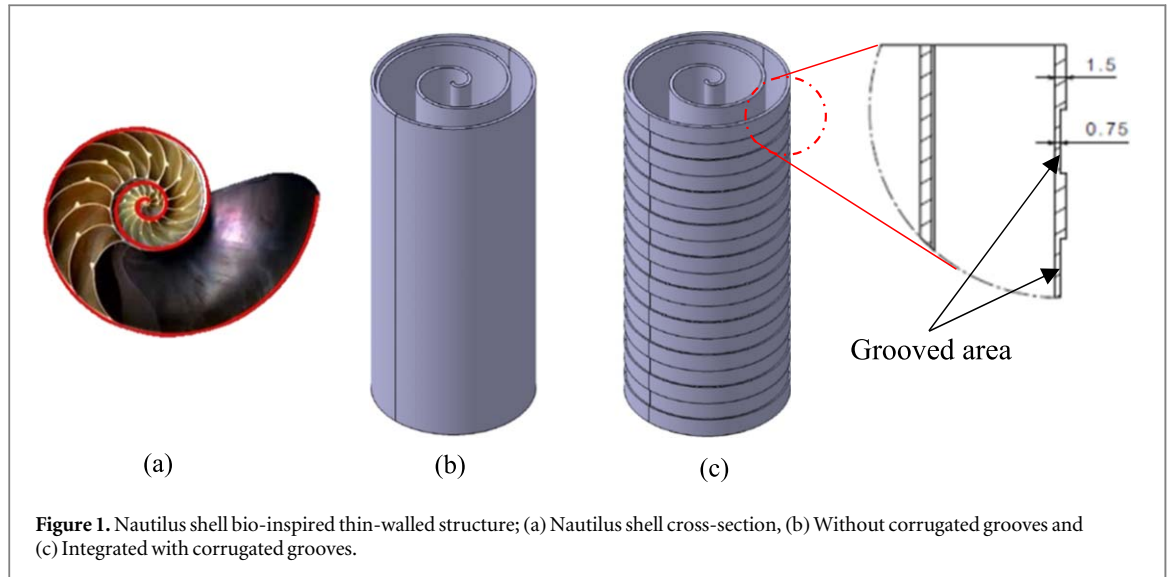 1.5
0.75
Grooved area
(a)
(b)
(c)
Figure 1. Nautilus shell bio-inspired thin-walled structure; (a) Nautilus shell cross-section, (b) Without corrugated grooves and
(c) Integrated with corrugated grooves.